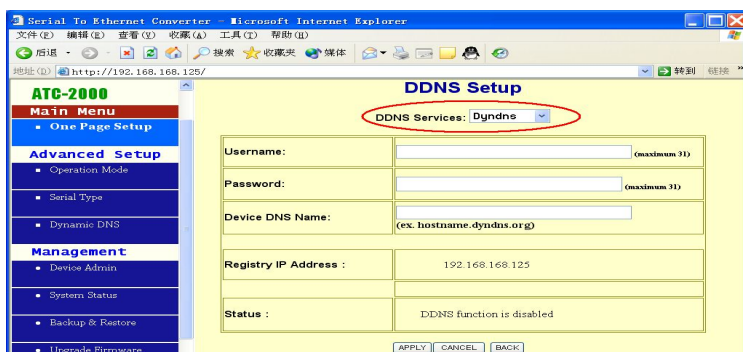 Serial To Ethernet Converter - Microsoft Internet Explorer
文件(F) 编辑(E) 查看(V) 收藏(A) 工具(T) 帮助(H)
后退 搜索 收藏夹 媒体
地址(D) http://192.168.168.125/ 转到 链接 »
ATC-2000
Main Menu
One Page Setup
Advanced Setup
Operation Mode
Serial Type
Dynamic DNS
Management
Device Admin
System Status
Backup & Restore
Upgrade Firmware
DDNS Setup
DDNS Services: Dyndns
Username: (maximum 31)
Password: (maximum 31)
Device DNS Name:
(ex. hostname.dyndns.org)
Registry IP Address : 192.168.168.125
Status : DDNS function is disabled
APPLY CANCEL BACK